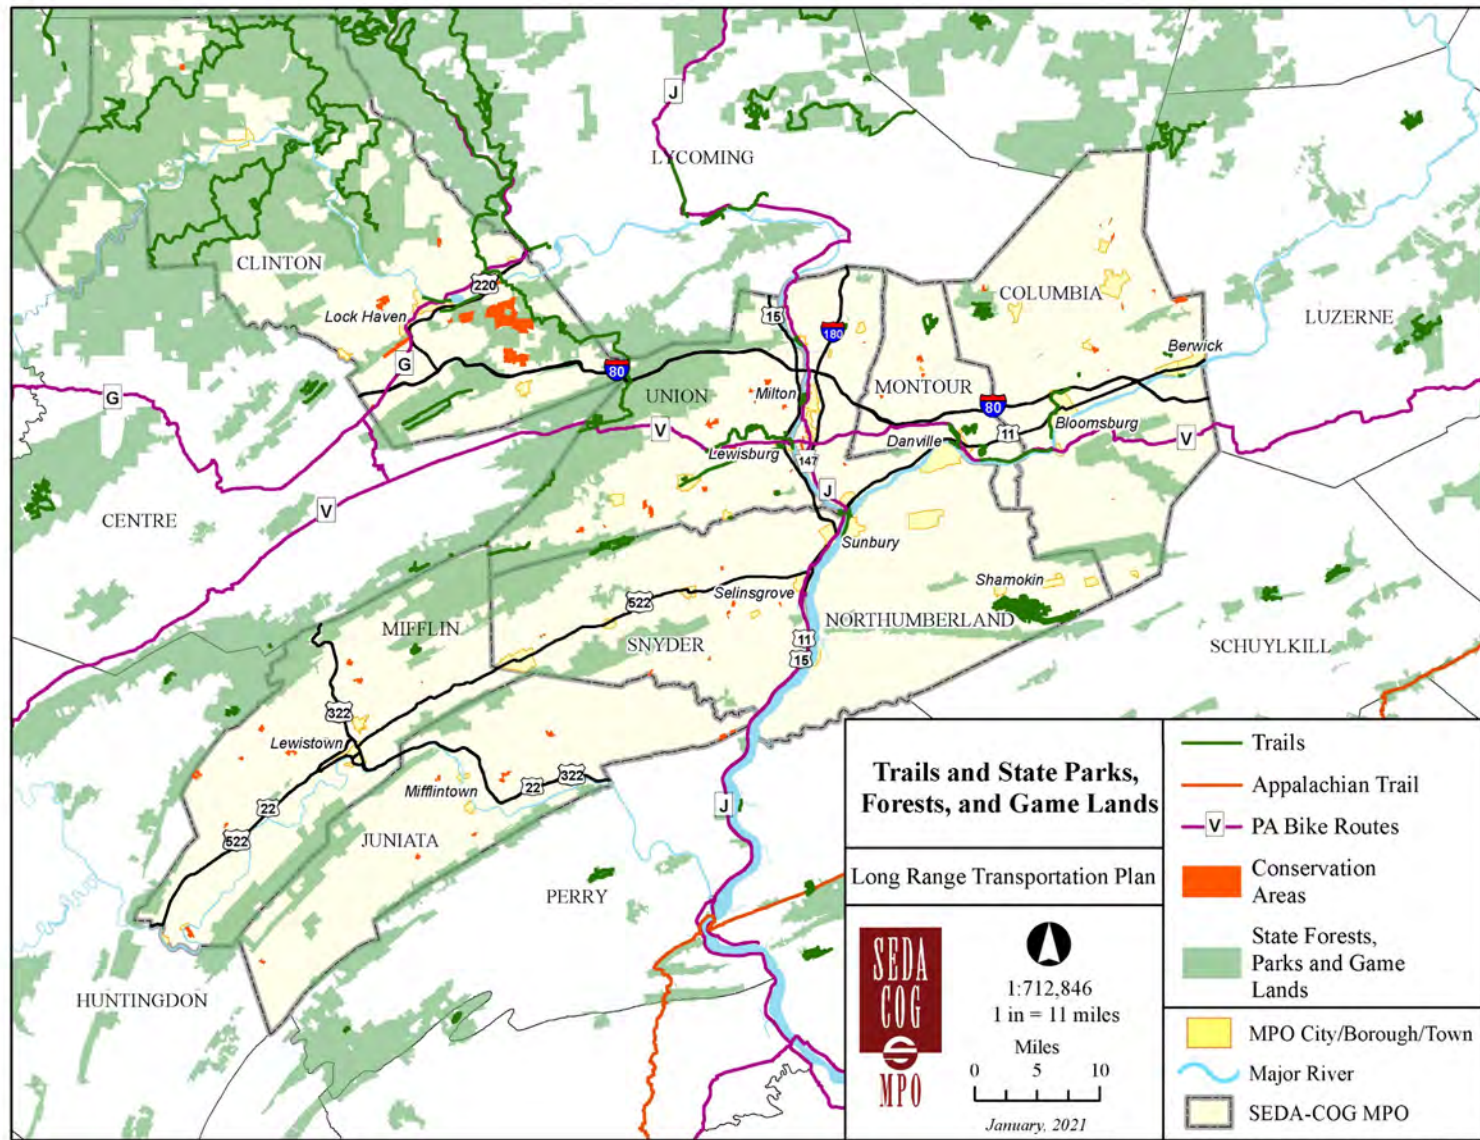 J
LYCOMING
CLINTON
220
Lock Haven
15
180
COLUMBIA
LUZERNE
Berwick
G
80
UNION
Milton
MONTOUR
80
G
V
Danville
11
Bloomsburg
V
Lewisburg
147
CENTRE
V
J
Sunbury
Shamokin
522
Selinsgrove
MIFFLIN
SNYDER
11
NORTHUMBERLAND
15
SCHUYLKILL
322
Lewistown
Mifflintown
22
322
22
522
JUNIATA
J
PERRY
HUNTINGDON
Trails and State Parks,
Forests, and Game Lands
Long Range Transportation Plan
SEDA
COG
MPO
1:712,846
1 in = 11 miles
Miles
0 5 10
January, 2021
Trails
Appalachian Trail
V PA Bike Routes
Conservation
Areas
State Forests,
Parks and Game
Lands
MPO City/Borough/Town
Major River
SEDA-COG MPO